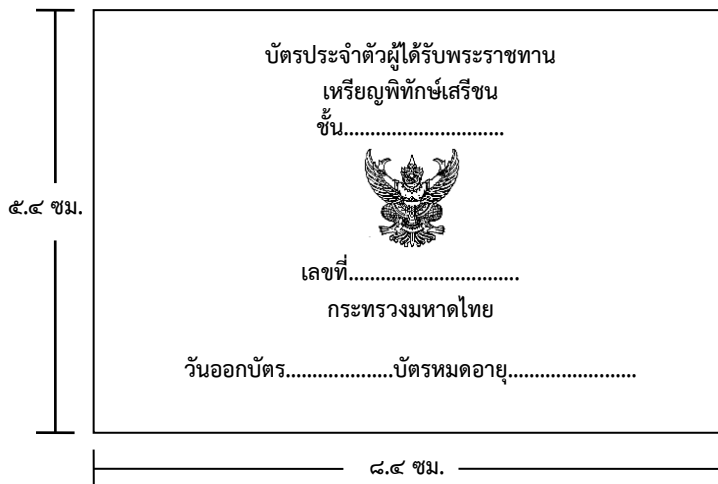 บัตรประจำตัวผู้ได้รับพระราชทาน
เหรียญพิทักษ์เสรีชน
ชั้น..............................
๕.๔ ซม.
เลขที่................................
กระทรวงมหาดไทย
วันออกบัตร....................บัตรหมดอายุ........................
๘.๔ ซม.